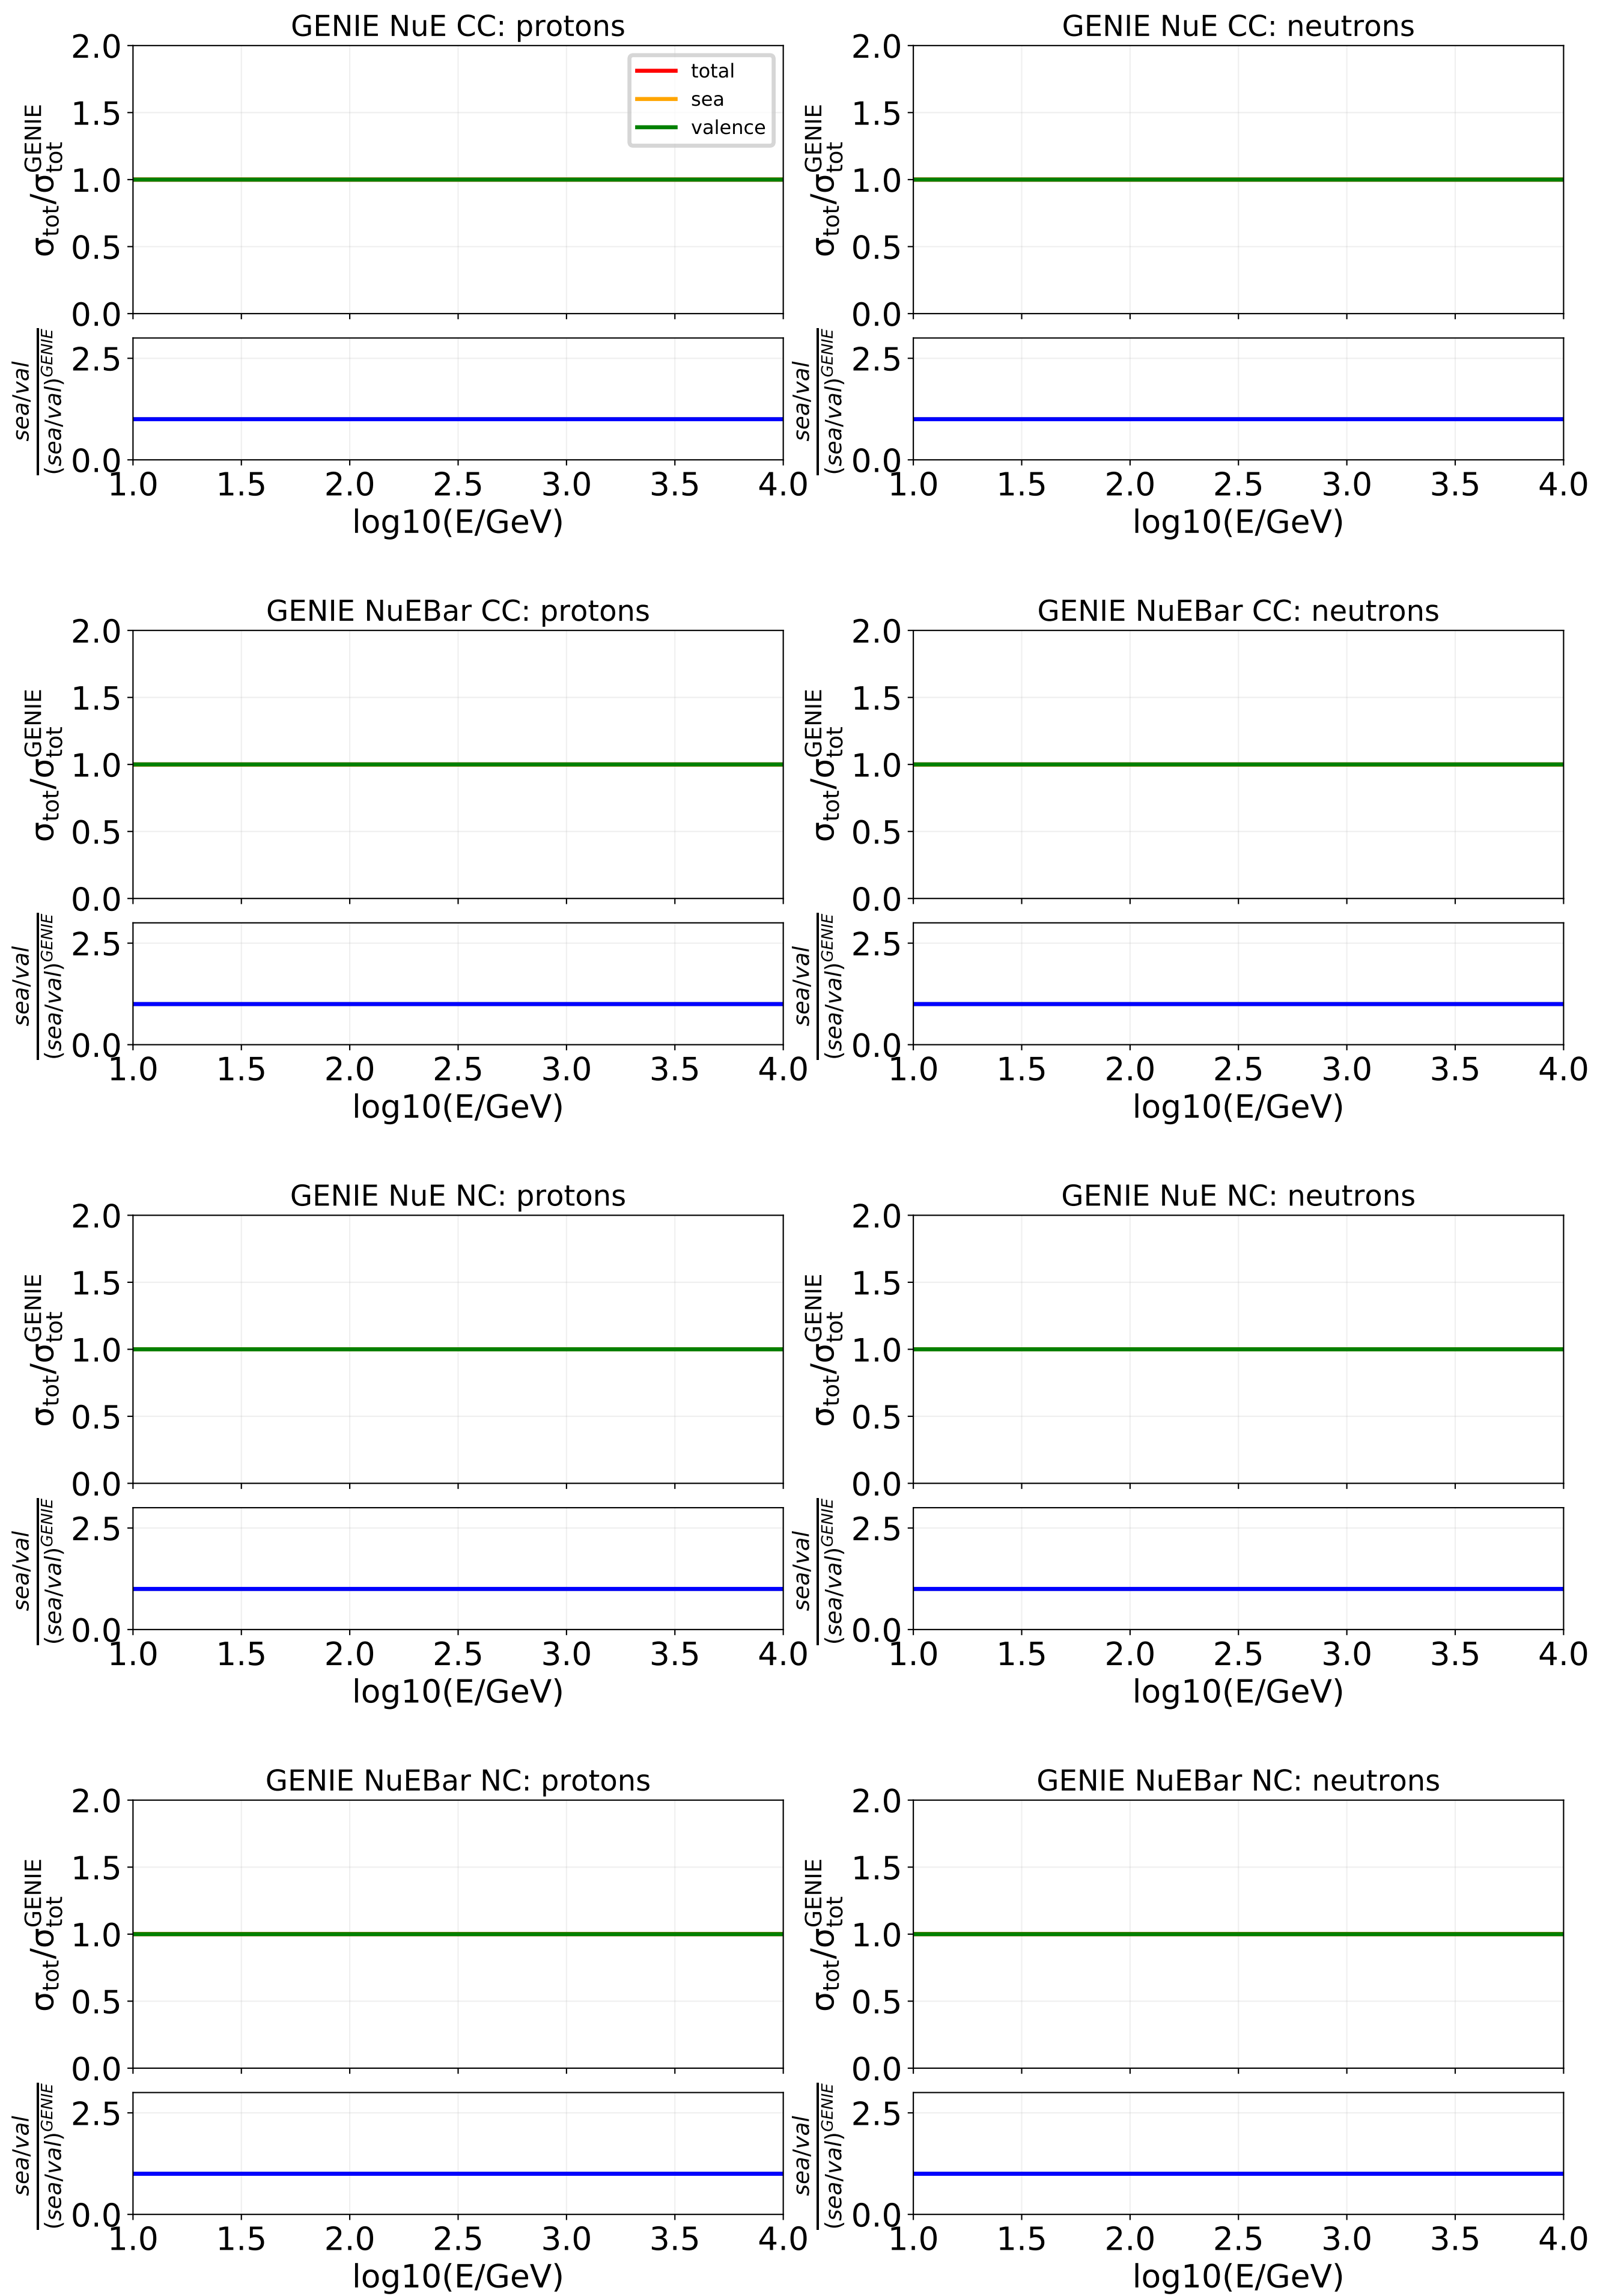 GENIE NuE CC: protons
2.0
1.5
1.0
0.5
0.0
σtot/σtot^GENIE
total
sea
valence
2.5
0.0
sea/val
(sea/val)^GENIE
1.0 1.5 2.0 2.5 3.0 3.5 4.0
log10(E/GeV)
GENIE NuE CC: neutrons
2.0
1.5
1.0
0.5
0.0
σtot/σtot^GENIE
2.5
0.0
sea/val
(sea/val)^GENIE
1.0 1.5 2.0 2.5 3.0 3.5 4.0
log10(E/GeV)
GENIE NuEBar CC: protons
2.0
1.5
1.0
0.5
0.0
σtot/σtot^GENIE
2.5
0.0
sea/val
(sea/val)^GENIE
1.0 1.5 2.0 2.5 3.0 3.5 4.0
log10(E/GeV)
GENIE NuEBar CC: neutrons
2.0
1.5
1.0
0.5
0.0
σtot/σtot^GENIE
2.5
0.0
sea/val
(sea/val)^GENIE
1.0 1.5 2.0 2.5 3.0 3.5 4.0
log10(E/GeV)
GENIE NuE NC: protons
2.0
1.5
1.0
0.5
0.0
σtot/σtot^GENIE
2.5
0.0
sea/val
(sea/val)^GENIE
1.0 1.5 2.0 2.5 3.0 3.5 4.0
log10(E/GeV)
GENIE NuE NC: neutrons
2.0
1.5
1.0
0.5
0.0
σtot/σtot^GENIE
2.5
0.0
sea/val
(sea/val)^GENIE
1.0 1.5 2.0 2.5 3.0 3.5 4.0
log10(E/GeV)
GENIE NuEBar NC: protons
2.0
1.5
1.0
0.5
0.0
σtot/σtot^GENIE
2.5
0.0
sea/val
(sea/val)^GENIE
1.0 1.5 2.0 2.5 3.0 3.5 4.0
log10(E/GeV)
GENIE NuEBar NC: neutrons
2.0
1.5
1.0
0.5
0.0
σtot/σtot^GENIE
2.5
0.0
sea/val
(sea/val)^GENIE
1.0 1.5 2.0 2.5 3.0 3.5 4.0
log10(E/GeV)